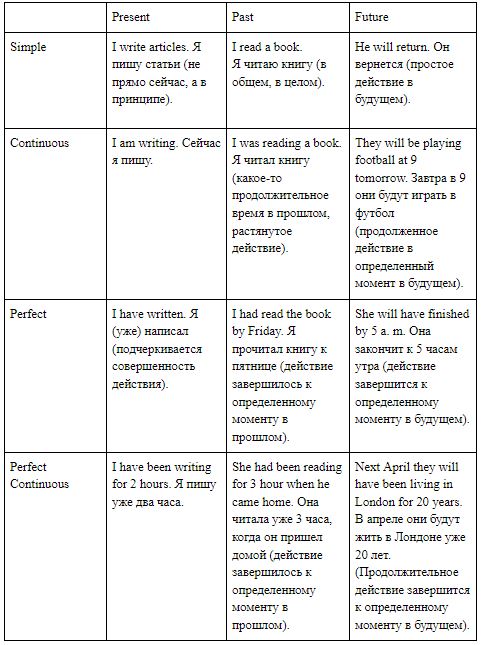 Present
Past
Future
Simple
I write articles. Я
пишу статьи (не
прямо сейчас, а в
принципе).
I read a book.
Я читаю книгу (в
общем, в целом).
He will return. Он
вернется (простое
действие в
будущем).
Continuous
I am writing. Сейчас
я пишу.
I was reading a book.
Я читал книгу
(какое-то
продолжительное
время в прошлом,
растянутое
действие).
They will be playing
football at 9
tomorrow. Завтра в 9
они будут играть в
футбол
(продолженное
действие в
определенный
момент в будущем).
Perfect
I have written. Я
(уже) написал
(подчеркивается
совершенность
действия).
I had read the book
by Friday. Я
прочитал книгу к
пятнице (действие
завершилось к
определенному
моменту в
прошлом).
She will have finished
by 5 a. m. Она
закончит к 5 часам
утра (действие
завершится к
определенному
моменту в будущем).
Perfect
Continuous
I have been writing
for 2 hours. Я пишу
уже два часа.
She had been reading
for 3 hour when he
came home. Она
читала уже 3 часа,
когда он пришел
домой (действие
завершилось к
определенному
моменту в
прошлом).
Next April they will
have been living in
London for 20 years.
В апреле они будут
жить в Лондоне уже
20 лет.
(Продолжительное
действие завершится
к определенному
моменту в будущем).